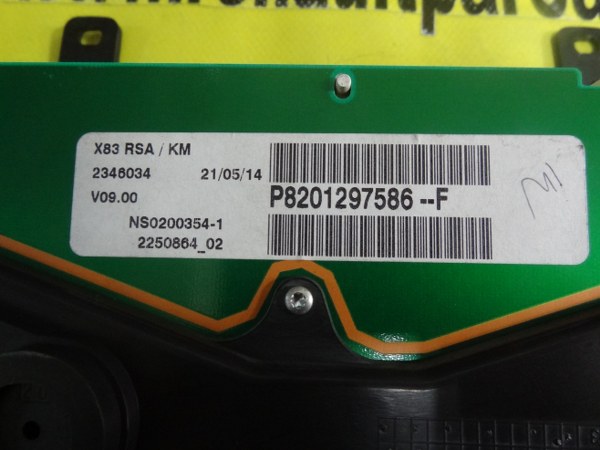 X83 RSA / KM
2346034 21/05/14
V09.00 P8201297586--F
NS0200354-1
2250864_02